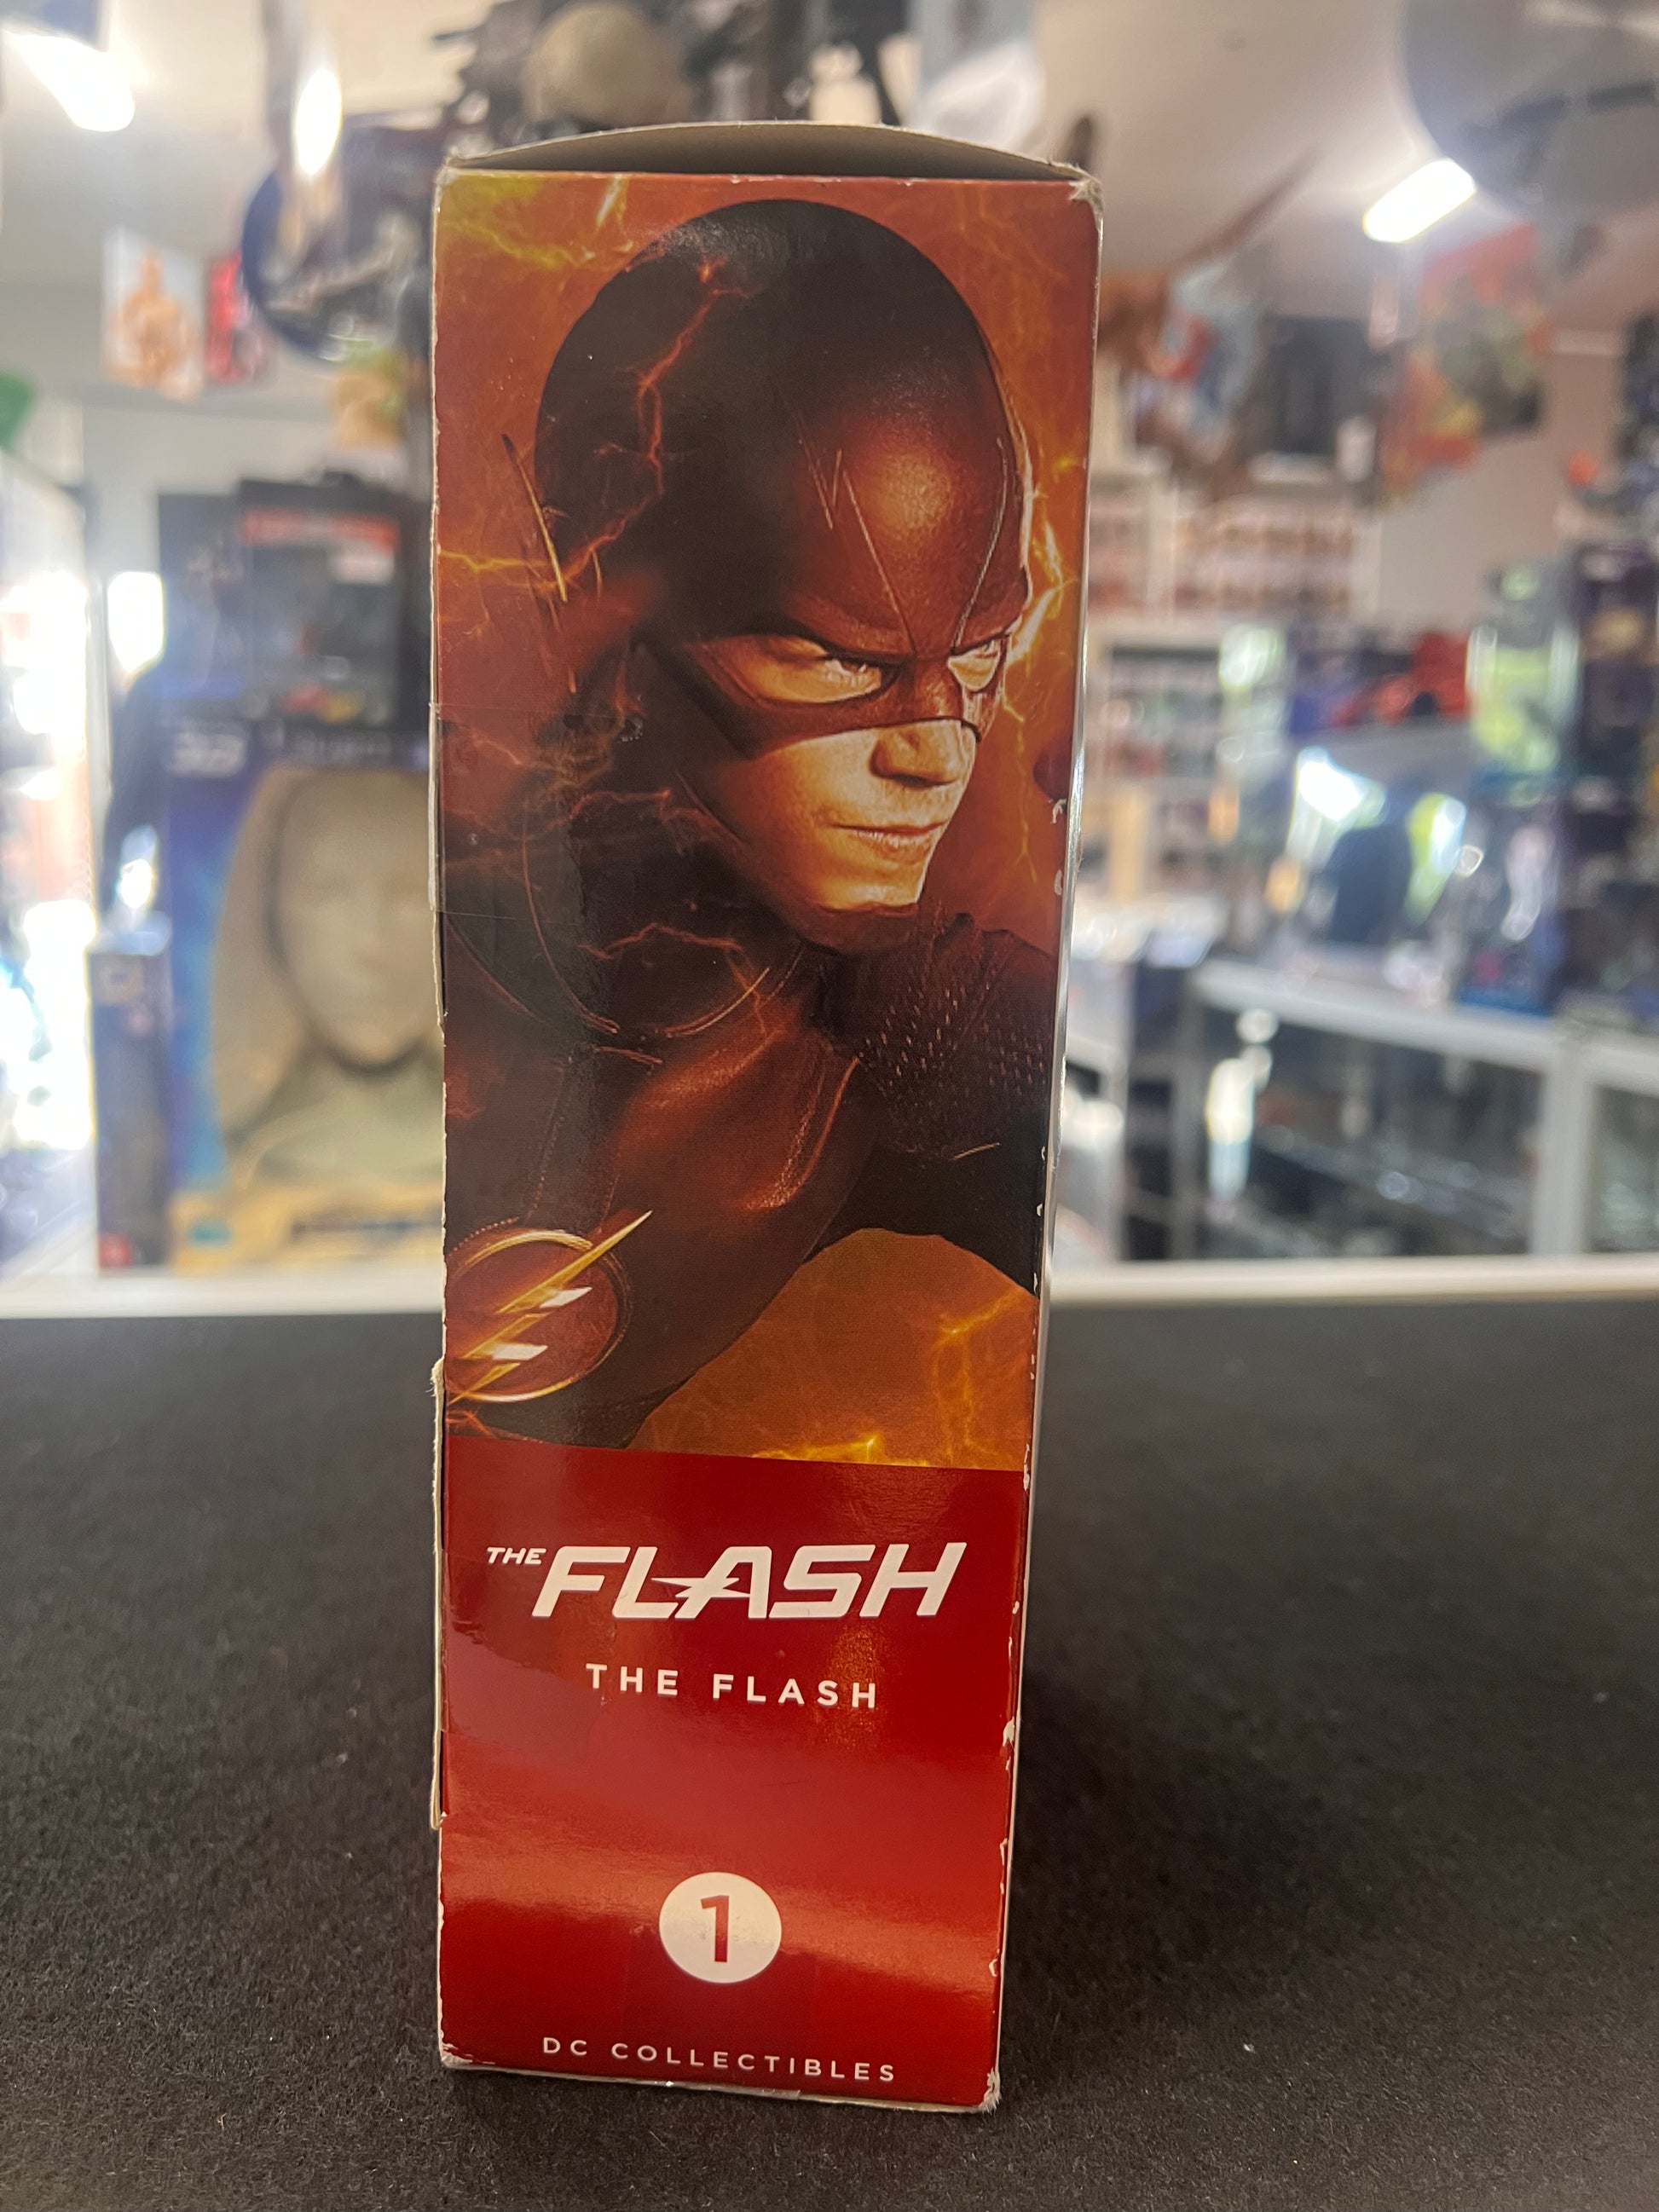 THE FLASH
THE FLASH
1
DC COLLECTIBLES